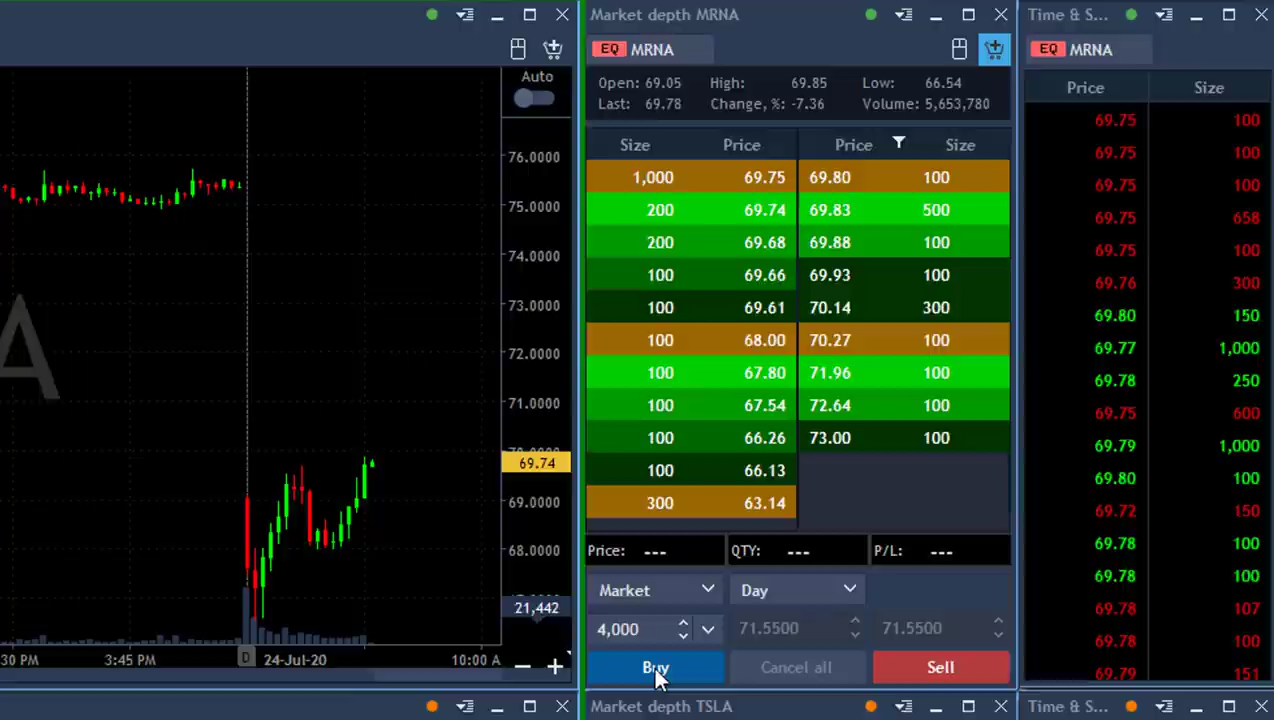 Auto
76.0000
75.0000
74.0000
73.0000
72.0000
71.0000
69.74
69.0000
68.0000
21,442
30 PM
3:45 PM
D
24-Jul-20
10:00 A
Market depth MRNA
EQ MRNA
Open: 69.05 High: 69.85 Low: 66.54
Last: 69.78 Change, %: -7.36 Volume: 5,653,780
Size Price Price Size
1,000 69.75 69.80 100
200 69.74 69.83 500
200 69.68 69.88 100
100 69.66 69.93 100
100 69.61 70.14 300
100 68.00 70.27 100
100 67.80 71.96 100
100 67.54 72.64 100
100 66.26 73.00 100
100 66.13
300 63.14
Price: --- QTY: --- P/L: ---
Market Day
4,000 71.5500 71.5500
Buy Cancel all Sell
Market depth TSLA
Time & S...
EQ MRNA
Price Size
69.75 100
69.75 100
69.75 100
69.75 658
69.75 100
69.76 300
69.80 150
69.77 1,000
69.78 250
69.75 600
69.79 1,000
69.80 100
69.72 150
69.78 100
69.78 100
69.78 107
69.78 100
69.79 151
Time & S...